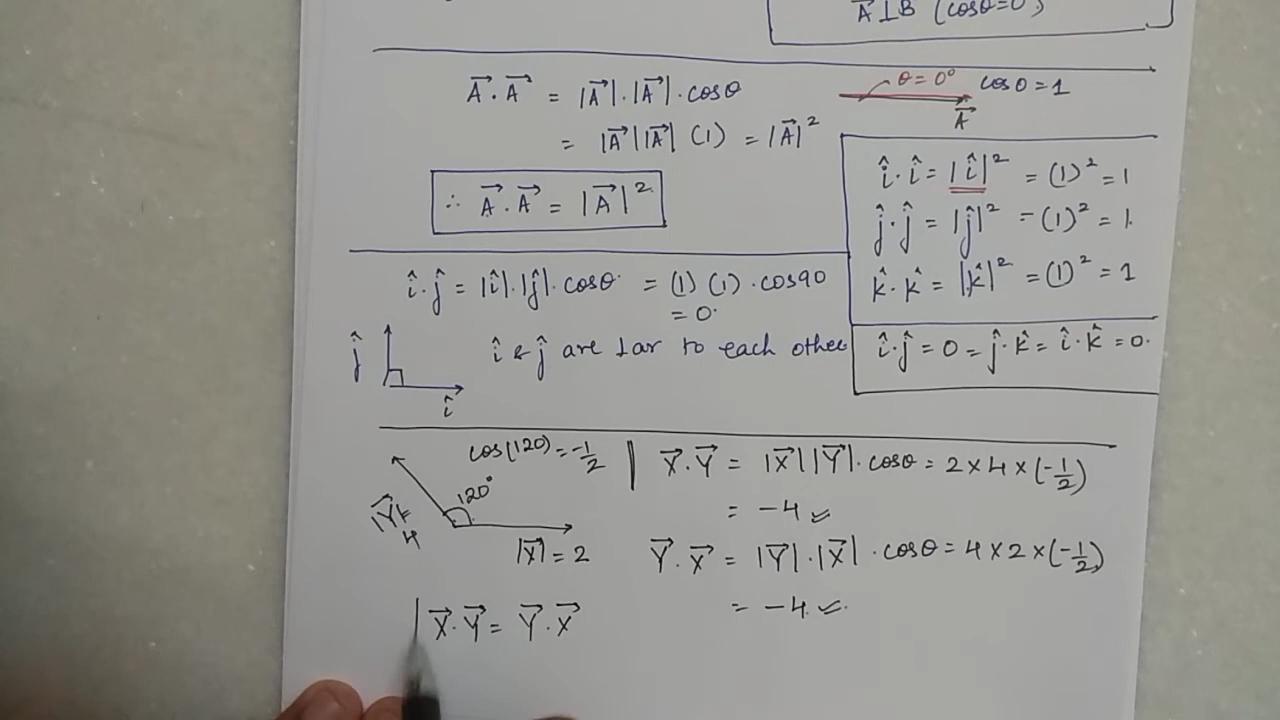 A⃗ ⊥ B (cosθ=0)
A⃗ . A⃗ = |A⃗|.|A⃗|.cosθ
θ=0° cosθ=1
A⃗
= |A⃗||A⃗| (1) = |A⃗|²
∴ A⃗ . A⃗ = |A⃗|²
î.î = |î|² = (1)² = 1
ĵ.ĵ = |ĵ|² = (1)² = 1.
k̂.k̂ = |k̂|² = (1)² = 1
î.ĵ = |î|.|ĵ|.cosθ = (1) (1).cos90
= 0.
î & ĵ are ⊥ar to each other
î.ĵ = 0 = ĵ.k̂ = î.k̂ = 0.
ĵ
î
cos(120) = -1/2
120°
|Y⃗|= 4
|X⃗| = 2
X⃗.Y⃗ = |X⃗||Y⃗|.cosθ = 2×4×(-1/2)
= -4 ✓
Y⃗.X⃗ = |Y⃗|.|X⃗|.cosθ = 4×2×(-1/2)
= -4. ✓.
X⃗.Y⃗ = Y⃗.X⃗